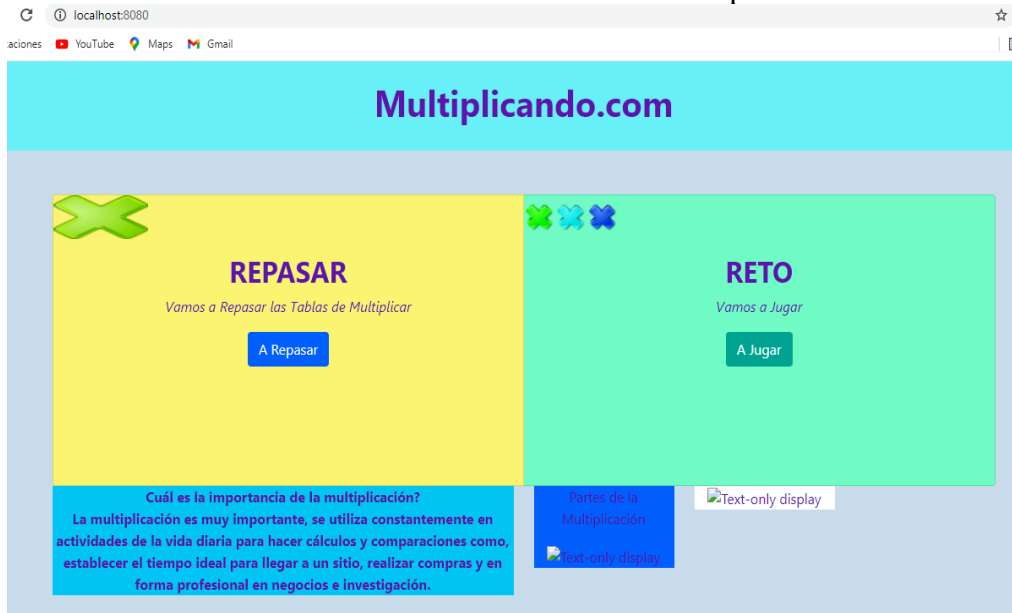 localhost:8080
:aciones YouTube Maps Gmail
Multiplicando.com
REPASAR
Vamos a Repasar las Tablas de Multiplicar
A Repasar
RETO
Vamos a Jugar
A Jugar
Cuál es la importancia de la multiplicación?
La multiplicación es muy importante, se utiliza constantemente en
actividades de la vida diaria para hacer cálculos y comparaciones como,
establecer el tiempo ideal para llegar a un sitio, realizar compras y en
forma profesional en negocios e investigación.
Partes de la
Multiplicación
Text-only display
Text-only display